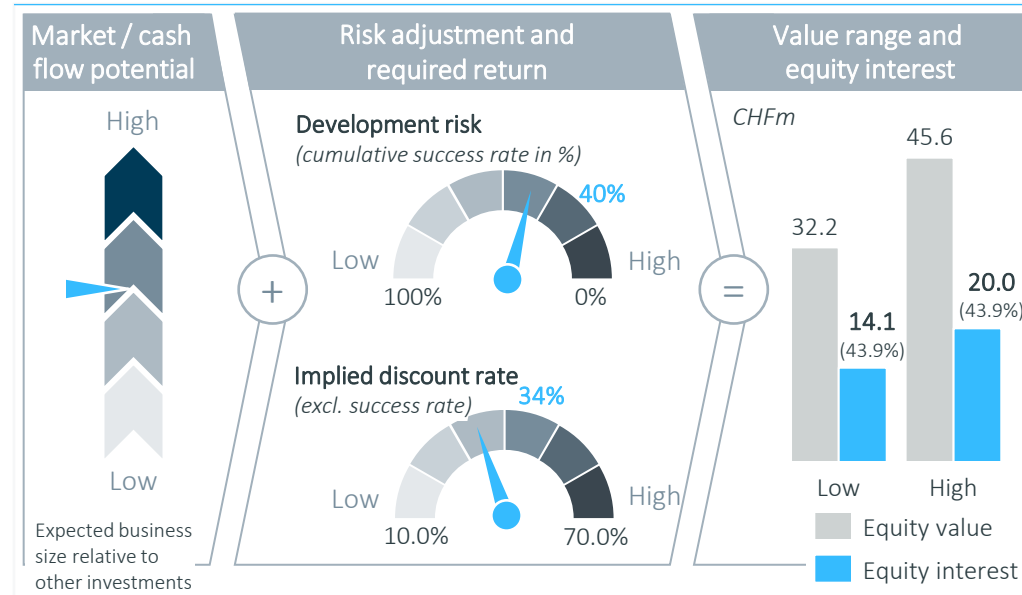 Market / cash
flow potential
High
Low
Expected business
size relative to
other investments
+
Risk adjustment and
required return
Development risk
(cumulative success rate in %)
40%
Low
High
100%
0%
Implied discount rate
(excl. success rate)
34%
Low
High
10.0%
70.0%
=
Value range and
equity interest
CHFm
45.6
32.2
20.0
(43.9%)
14.1
(43.9%)
Low
High
Equity value
Equity interest